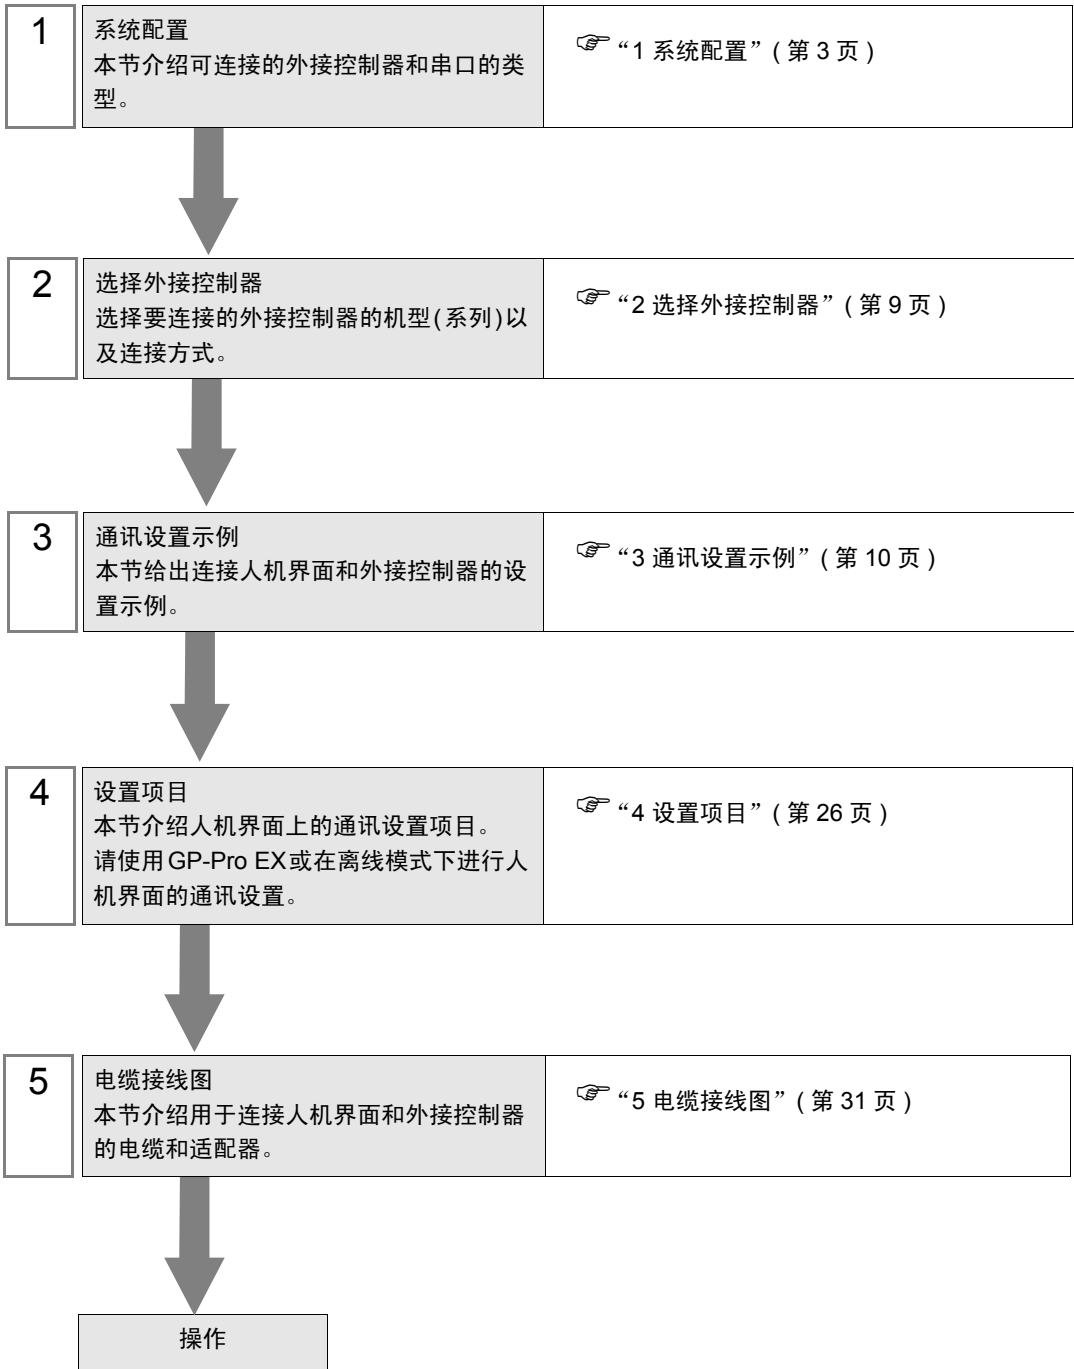 1
系统配置
本节介绍可连接的外接控制器和串口的类
型。
“1 系统配置” ( 第 3 页 )
2
选择外接控制器
选择要连接的外接控制器的机型(系列)以
及连接方式。
“2 选择外接控制器” ( 第 9 页 )
3
通讯设置示例
本节给出连接人机界面和外接控制器的设
置示例。
“3 通讯设置示例” ( 第 10 页 )
4
设置项目
本节介绍人机界面上的通讯设置项目。
请使用GP-Pro EX或在离线模式下进行人
机界面的通讯设置。
“4 设置项目” ( 第 26 页 )
5
电缆接线图
本节介绍用于连接人机界面和外接控制器
的电缆和适配器。
“5 电缆接线图” ( 第 31 页 )
操作